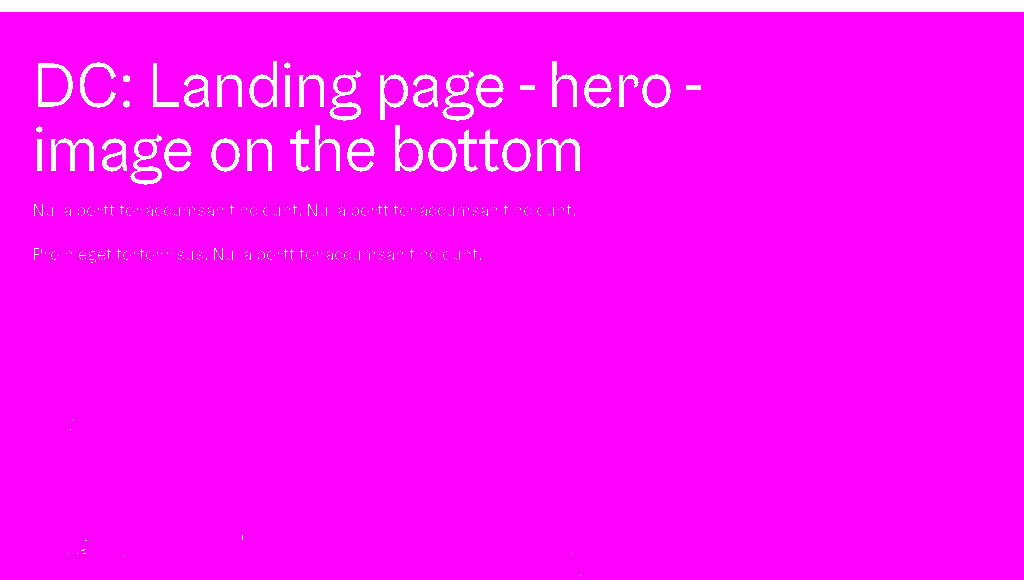 DC: Landing page - hero -
image on the bottom
Nulla porttitor accumsan tincidunt. Nulla porttitor accumsan tincidunt.
Proin eget tortor risus. Nulla porttitor accumsan tincidunt.